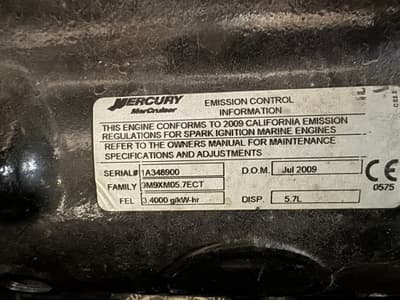 MERCURY EMISSION CONTROL
MerCruiser INFORMATION
THIS ENGINE CONFORMS TO 2009 CALIFORNIA EMISSION
REGULATIONS FOR SPARK IGNITION MARINE ENGINES
REFER TO THE OWNERS MANUAL FOR MAINTENANCE
SPECIFICATIONS AND ADJUSTMENTS
SERIAL# 1A348900 D.O.M. Jul 2009
FAMILY 9M9XM05.7ECT
FEL 3.4000 g/kW-hr DISP. 5.7L
CE
0575